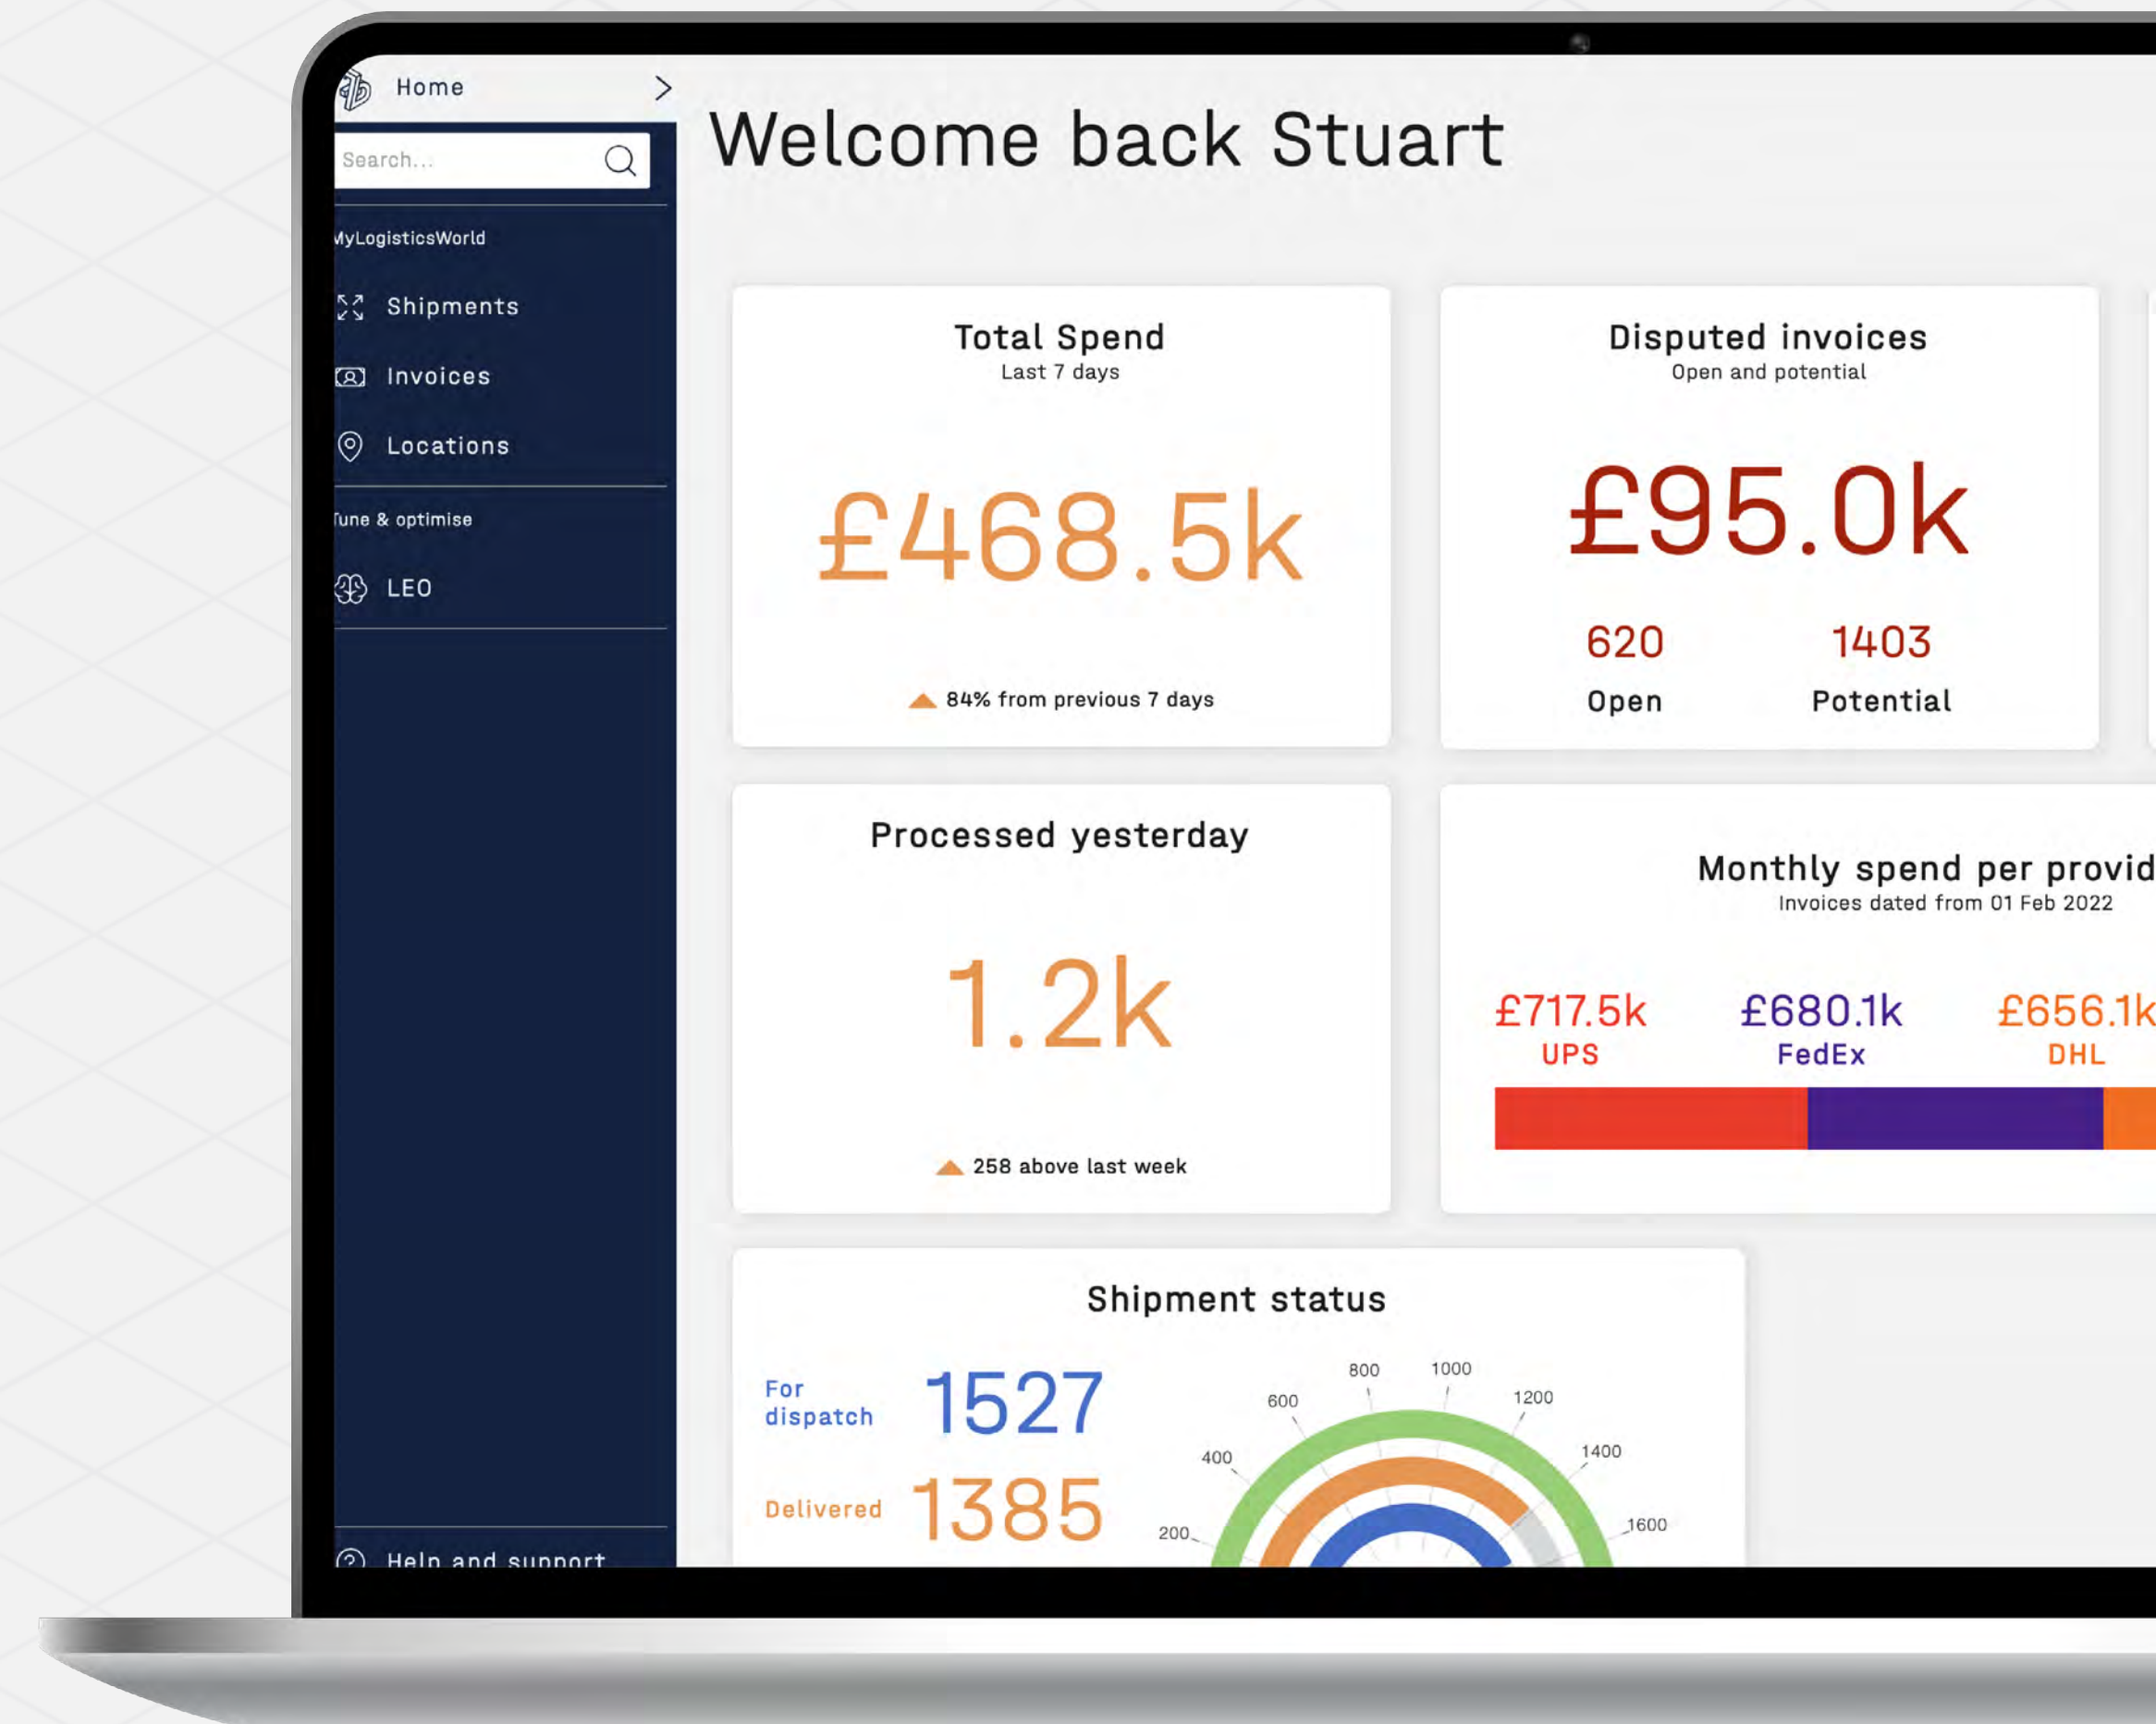 Home
Search...
MyLogisticsWorld
Shipments
Invoices
Locations
Tune & optimise
LEO
Help and support
Welcome back Stuart
Total Spend
Last 7 days
£468.5k
84% from previous 7 days
Disputed invoices
Open and potential
£95.0k
620 1403
Open Potential
Processed yesterday
1.2k
258 above last week
Monthly spend per provid
Invoices dated from 01 Feb 2022
£717.5k £680.1k £656.1k
UPS FedEx DHL
Shipment status
For
dispatch
1527
Delivered
1385
200
400
600
800
1000
1200
1400
1600